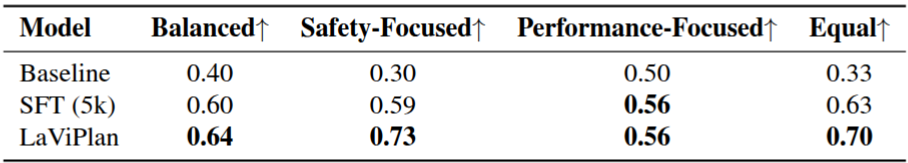 Model Balanced↑ Safety-Focused↑ Performance-Focused↑ Equal↑
Baseline 0.40 0.30 0.50 0.33
SFT (5k) 0.60 0.59 0.56 0.63
LaViPlan 0.64 0.73 0.56 0.70